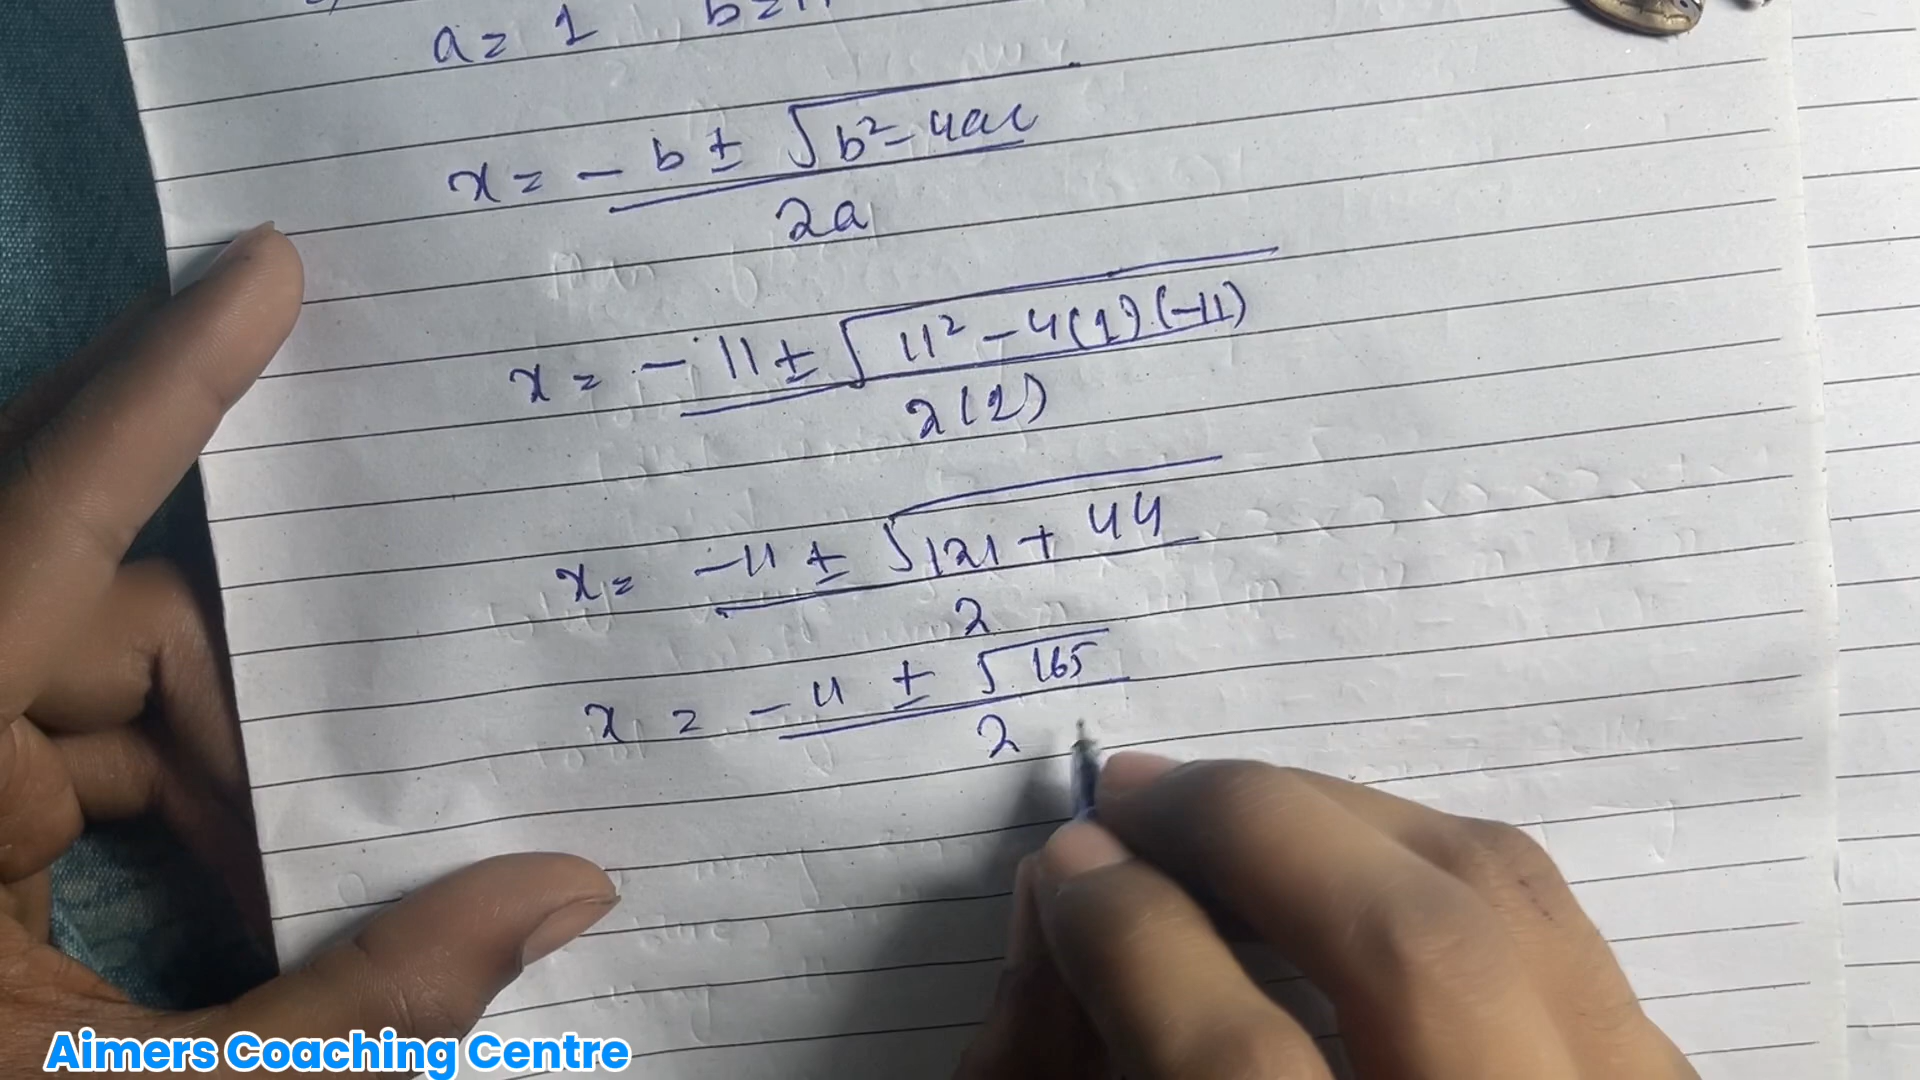 a = 1 b = 11
x = -b ± √b² - 4ac
2a
x = -11 ± √11² - 4(1)(-11)
2(1)
x = -11 ± √121 + 44
2
x = -11 ± √165
2
Aimers Coaching Centre